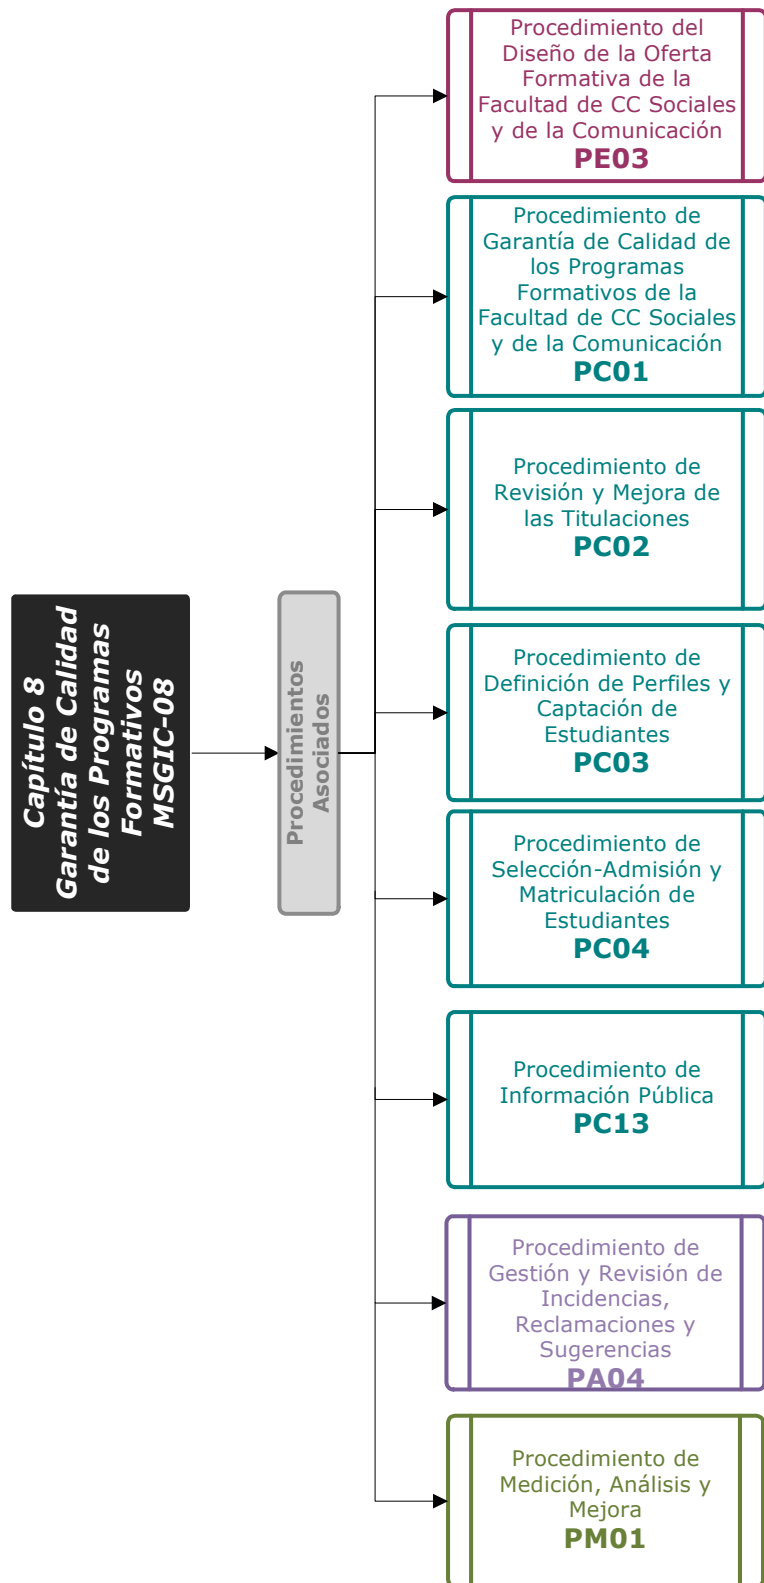 Capítulo 8
Garantía de Calidad
de los Programas
Formativos
MSGIC-08
Procedimientos
Asociados
Procedimiento del
Diseño de la Oferta
Formativa de la
Facultad de CC Sociales
y de la Comunicación
PE03
Procedimiento de
Garantía de Calidad de
los Programas
Formativos de la
Facultad de CC Sociales
y de la Comunicación
PC01
Procedimiento de
Revisión y Mejora de
las Titulaciones
PC02
Procedimiento de
Definición de Perfiles y
Captación de
Estudiantes
PC03
Procedimiento de
Selección-Admisión y
Matriculación de
Estudiantes
PC04
Procedimiento de
Información Pública
PC13
Procedimiento de
Gestión y Revisión de
Incidencias,
Reclamaciones y
Sugerencias
PA04
Procedimiento de
Medición, Análisis y
Mejora
PM01